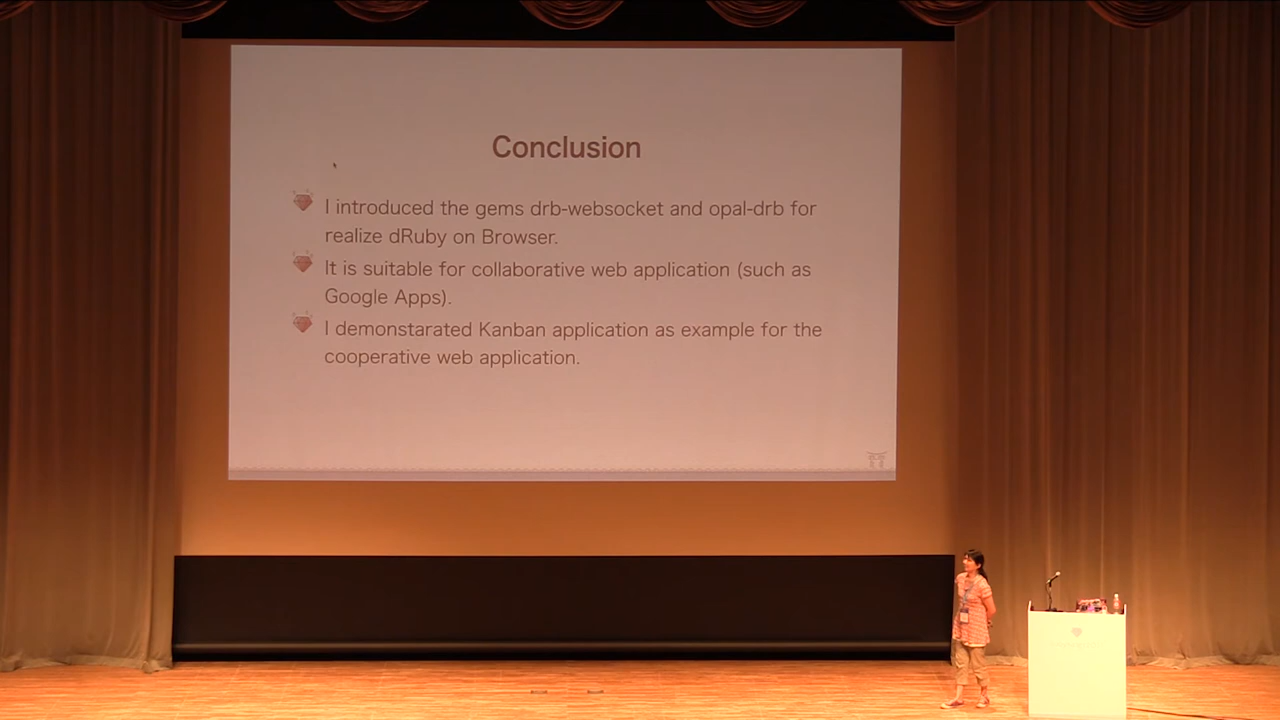 Conclusion
I introduced the gems drb-websocket and opal-drb for
realize dRuby on Browser.
It is suitable for collaborative web application (such as
Google Apps).
I demonstarated Kanban application as example for the
cooperative web application.